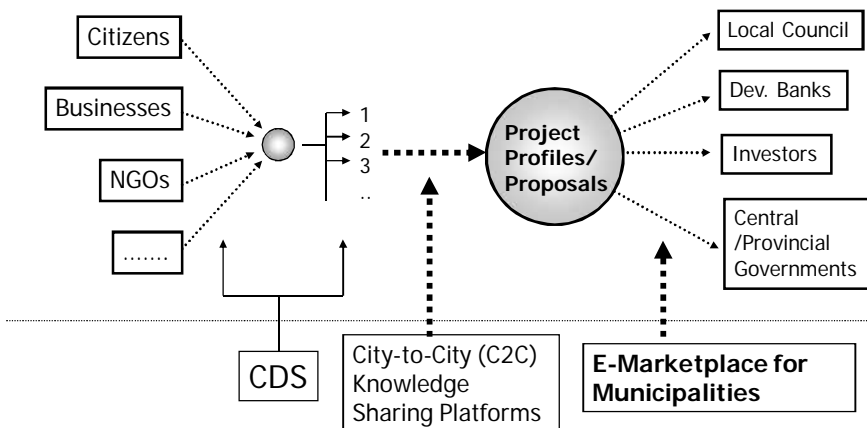 Citizens
Businesses
NGOs
.......
1
2
3
..
Project
Profiles/
Proposals
Local Council
Dev. Banks
Investors
Central
/Provincial
Governments
CDS
City-to-City (C2C)
Knowledge
Sharing Platforms
E-Marketplace for
Municipalities